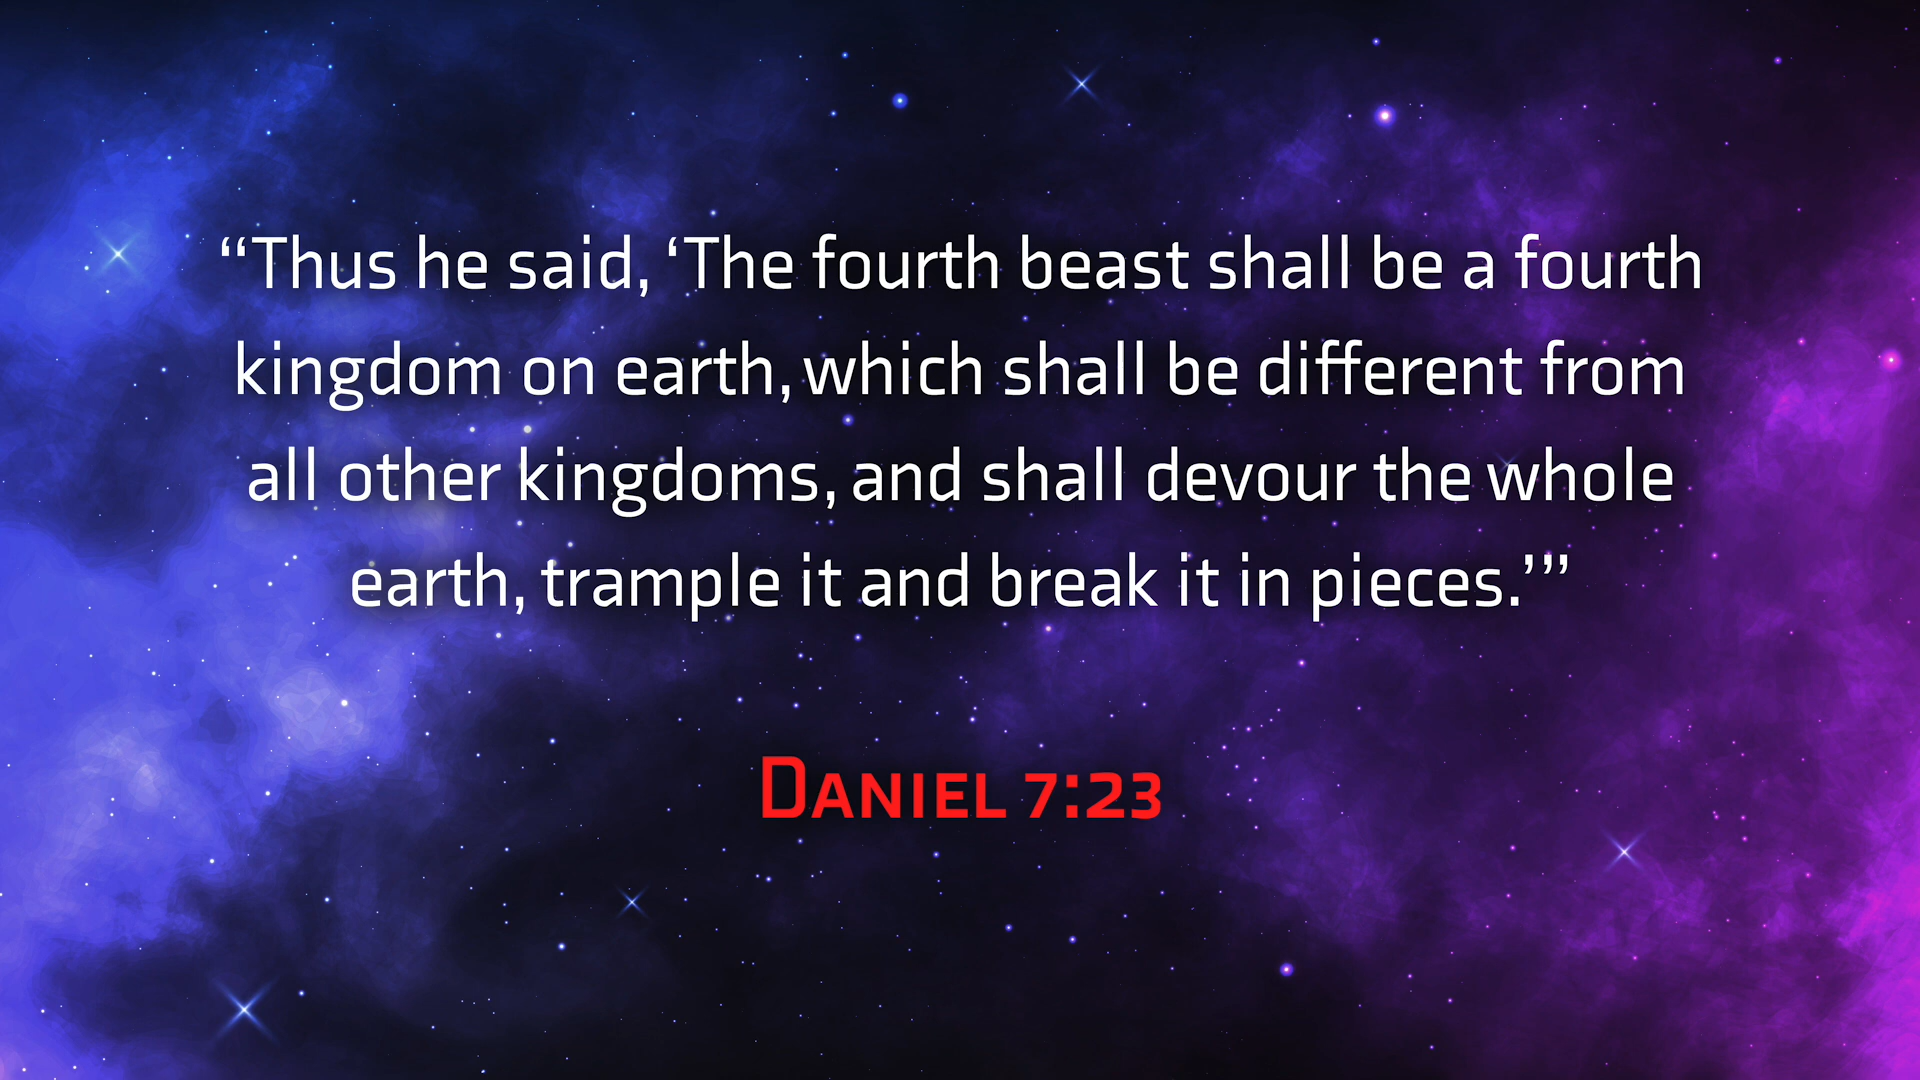 “Thus he said, ‘The fourth beast shall be a fourth
kingdom on earth, which shall be different from
all other kingdoms, and shall devour the whole
earth, trample it and break it in pieces.’”
Daniel 7:23